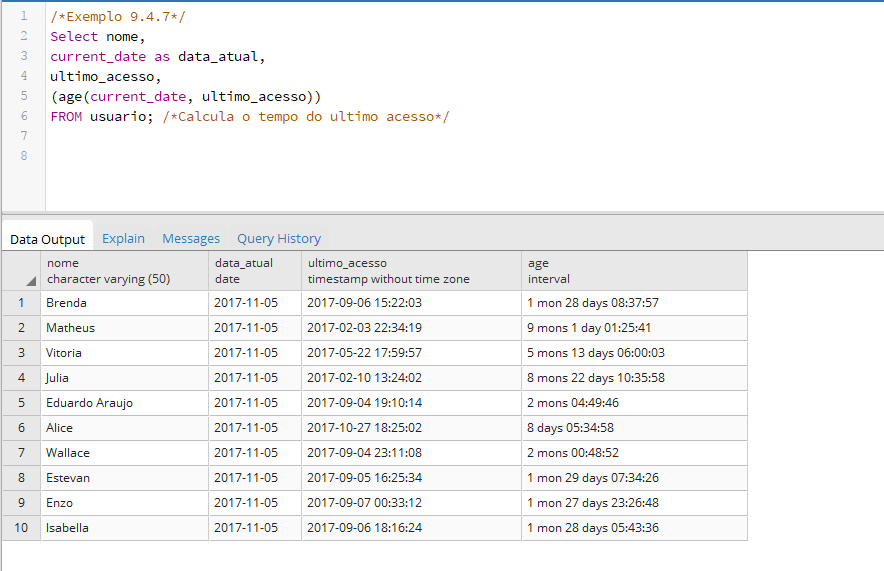 1 /*Exemplo 9.4.7*/
2 Select nome,
3 current_date as data_atual,
4 ultimo_acesso,
5 (age(current_date, ultimo_acesso))
6 FROM usuario; /*Calcula o tempo do ultimo acesso*/
7
8
Data Output Explain Messages Query History
nome data_atual ultimo_acesso age
character varying (50) date timestamp without time zone interval
1 Brenda 2017-11-05 2017-09-06 15:22:03 1 mon 28 days 08:37:57
2 Matheus 2017-11-05 2017-02-03 22:34:19 9 mons 1 day 01:25:41
3 Vitoria 2017-11-05 2017-05-22 17:59:57 5 mons 13 days 06:00:03
4 Julia 2017-11-05 2017-02-10 13:24:02 8 mons 22 days 10:35:58
5 Eduardo Araujo 2017-11-05 2017-09-04 19:10:14 2 mons 04:49:46
6 Alice 2017-11-05 2017-10-27 18:25:02 8 days 05:34:58
7 Wallace 2017-11-05 2017-09-04 23:11:08 2 mons 00:48:52
8 Estevan 2017-11-05 2017-09-05 16:25:34 1 mon 29 days 07:34:26
9 Enzo 2017-11-05 2017-09-07 00:33:12 1 mon 27 days 23:26:48
10 Isabella 2017-11-05 2017-09-06 18:16:24 1 mon 28 days 05:43:36